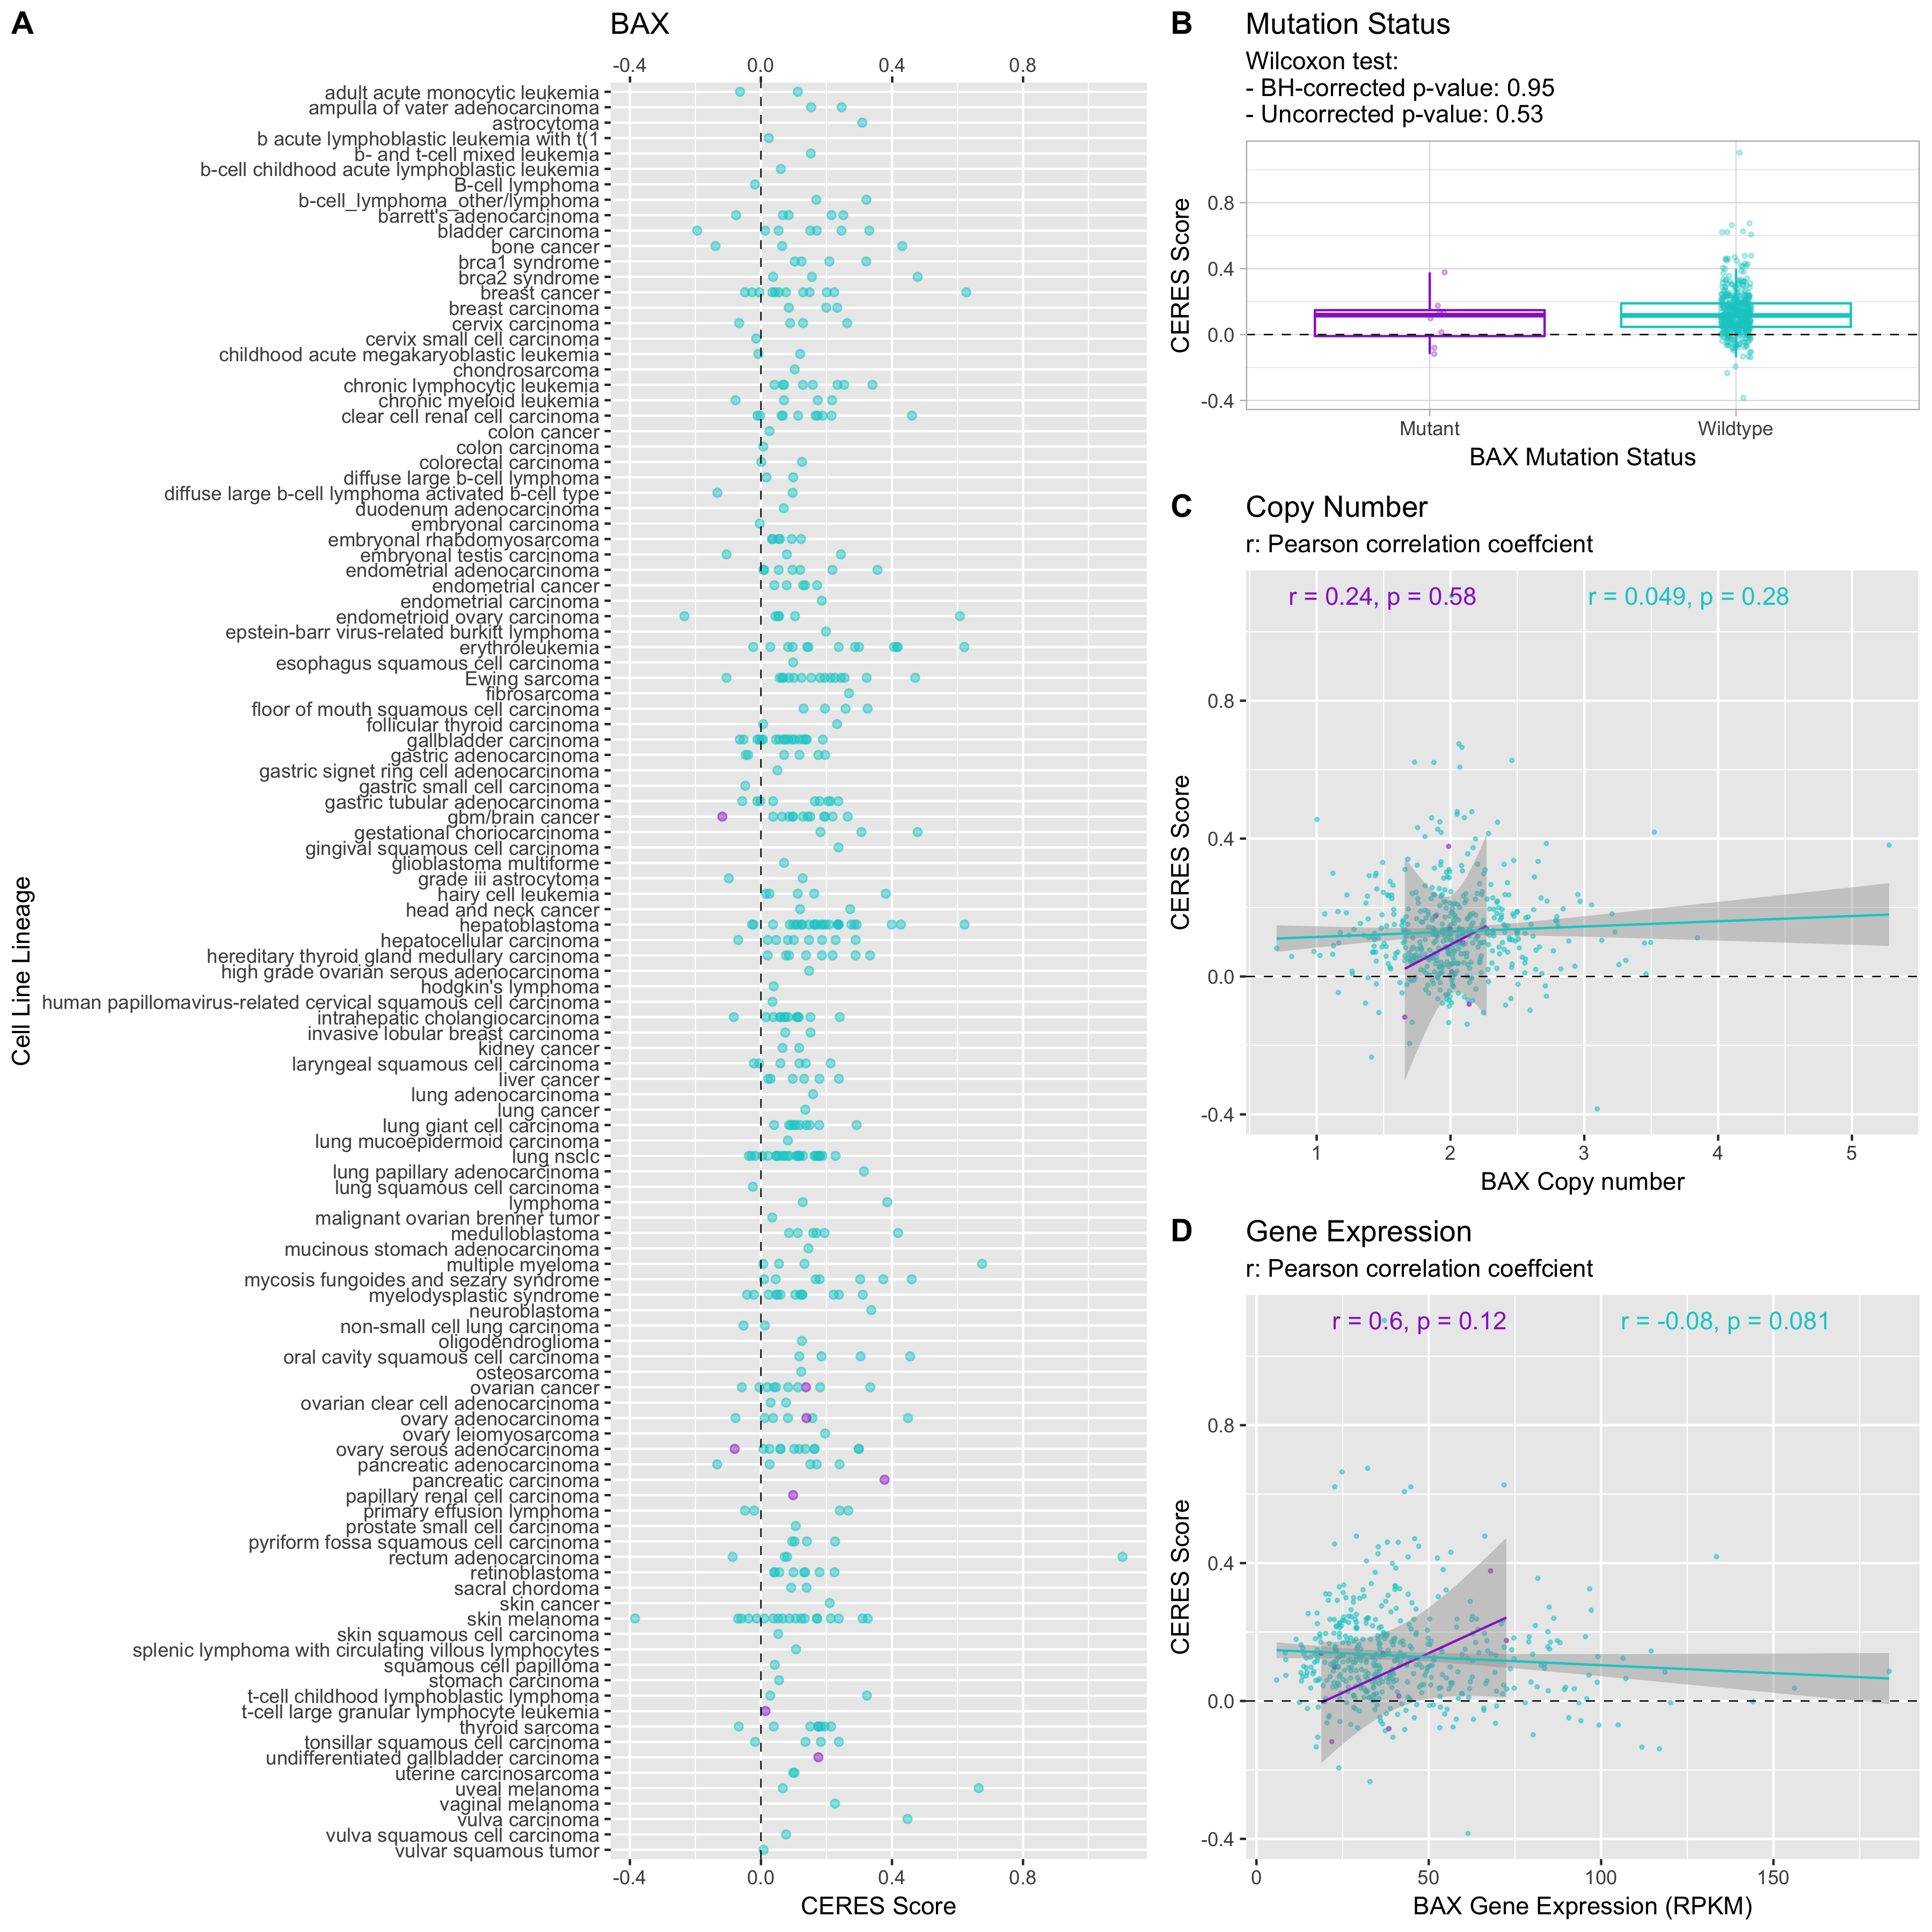 A
BAX
-0.4 0.0 0.4 0.8
Cell Line Lineage
adult acute monocytic leukemia
ampulla of vater adenocarcinoma
astrocytoma
b acute lymphoblastic leukemia with t(1
b- and t-cell mixed leukemia
b-cell childhood acute lymphoblastic leukemia
B-cell lymphoma
b-cell_lymphoma_other/lymphoma
barrett's adenocarcinoma
bladder carcinoma
bone cancer
brca1 syndrome
brca2 syndrome
breast cancer
breast carcinoma
cervix carcinoma
cervix small cell carcinoma
childhood acute megakaryoblastic leukemia
chondrosarcoma
chronic lymphocytic leukemia
chronic myeloid leukemia
clear cell renal cell carcinoma
colon cancer
colon carcinoma
colorectal carcinoma
diffuse large b-cell lymphoma
diffuse large b-cell lymphoma activated b-cell type
duodenum adenocarcinoma
embryonal carcinoma
embryonal rhabdomyosarcoma
embryonal testis carcinoma
endometrial adenocarcinoma
endometrial cancer
endometrial carcinoma
endometrioid ovary carcinoma
epstein-barr virus-related burkitt lymphoma
erythroleukemia
esophagus squamous cell carcinoma
Ewing sarcoma
fibrosarcoma
floor of mouth squamous cell carcinoma
follicular thyroid carcinoma
gallbladder carcinoma
gastric adenocarcinoma
gastric signet ring cell adenocarcinoma
gastric small cell carcinoma
gastric tubular adenocarcinoma
gbm/brain cancer
gestational choriocarcinoma
gingival squamous cell carcinoma
glioblastoma multiforme
grade iii astrocytoma
hairy cell leukemia
head and neck cancer
hepatoblastoma
hepatocellular carcinoma
hereditary thyroid gland medullary carcinoma
high grade ovarian serous adenocarcinoma
hodgkin's lymphoma
human papillomavirus-related cervical squamous cell carcinoma
intrahepatic cholangiocarcinoma
invasive lobular breast carcinoma
kidney cancer
laryngeal squamous cell carcinoma
liver cancer
lung adenocarcinoma
lung cancer
lung giant cell carcinoma
lung mucoepidermoid carcinoma
lung nsclc
lung papillary adenocarcinoma
lung squamous cell carcinoma
lymphoma
malignant ovarian brenner tumor
medulloblastoma
mucinous stomach adenocarcinoma
multiple myeloma
mycosis fungoides and sezary syndrome
myelodysplastic syndrome
neuroblastoma
non-small cell lung carcinoma
oligodendroglioma
oral cavity squamous cell carcinoma
osteosarcoma
ovarian cancer
ovarian clear cell adenocarcinoma
ovary adenocarcinoma
ovary leiomyosarcoma
ovary serous adenocarcinoma
pancreatic adenocarcinoma
pancreatic carcinoma
papillary renal cell carcinoma
primary effusion lymphoma
prostate small cell carcinoma
pyriform fossa squamous cell carcinoma
rectum adenocarcinoma
retinoblastoma
sacral chordoma
skin cancer
skin melanoma
skin squamous cell carcinoma
splenic lymphoma with circulating villous lymphocytes
squamous cell papilloma
stomach carcinoma
t-cell childhood lymphoblastic lymphoma
t-cell large granular lymphocyte leukemia
thyroid sarcoma
tonsillar squamous cell carcinoma
undifferentiated gallbladder carcinoma
uterine carcinosarcoma
uveal melanoma
vaginal melanoma
vulva carcinoma
vulva squamous cell carcinoma
vulvar squamous tumor
-0.4 0.0 0.4 0.8
CERES Score
B
Mutation Status
Wilcoxon test:
- BH-corrected p-value: 0.95
- Uncorrected p-value: 0.53
CERES Score
0.8
0.4
0.0
-0.4
Mutant Wildtype
BAX Mutation Status
C
Copy Number
r: Pearson correlation coeffcient
r = 0.24, p = 0.58 r = 0.049, p = 0.28
CERES Score
0.8
0.4
0.0
-0.4
1 2 3 4 5
BAX Copy number
D
Gene Expression
r: Pearson correlation coeffcient
r = 0.6, p = 0.12 r = -0.08, p = 0.081
CERES Score
0.8
0.4
0.0
-0.4
0 50 100 150
BAX Gene Expression (RPKM)